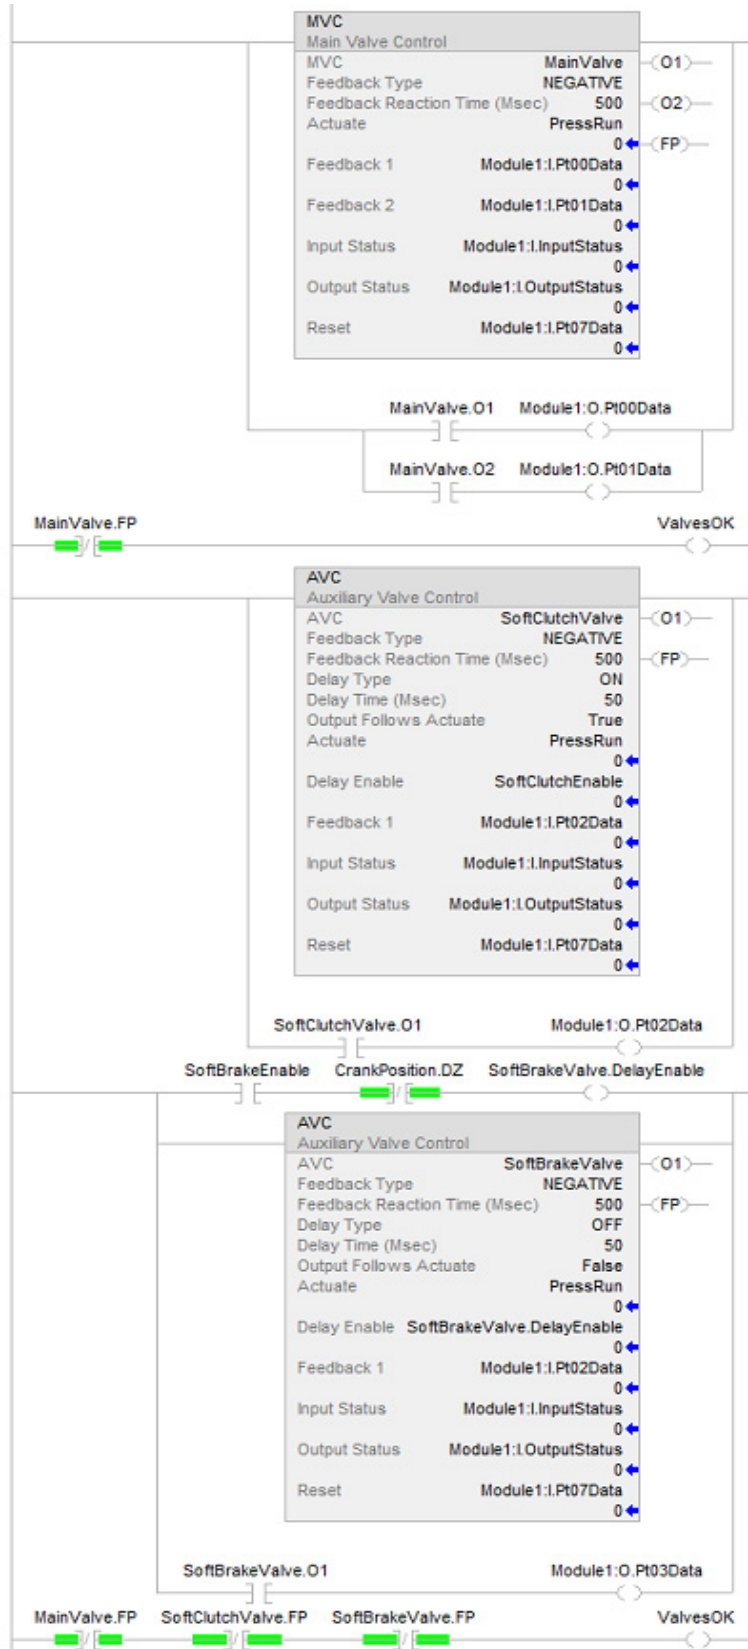 MVC
Main Valve Control
MVC MainValve (O1)
Feedback Type NEGATIVE
Feedback Reaction Time (Msec) 500 (O2)
Actuate PressRun
0 (FP)
Feedback 1 Module1:I.Pt00Data
0
Feedback 2 Module1:I.Pt01Data
0
Input Status Module1:I.InputStatus
0
Output Status Module1:I.OutputStatus
0
Reset Module1:I.Pt07Data
0
MainValve.O1 Module1:O.Pt00Data
MainValve.O2 Module1:O.Pt01Data
MainValve.FP ValvesOK
AVC
Auxiliary Valve Control
AVC SoftClutchValve (O1)
Feedback Type NEGATIVE
Feedback Reaction Time (Msec) 500 (FP)
Delay Type ON
Delay Time (Msec) 50
Output Follows Actuate True
Actuate PressRun
0
Delay Enable SoftClutchEnable
0
Feedback 1 Module1:I.Pt02Data
0
Input Status Module1:I.InputStatus
0
Output Status Module1:I.OutputStatus
0
Reset Module1:I.Pt07Data
0
SoftClutchValve.O1 Module1:O.Pt02Data
SoftBrakeEnable CrankPosition.DZ SoftBrakeValve.DelayEnable
AVC
Auxiliary Valve Control
AVC SoftBrakeValve (O1)
Feedback Type NEGATIVE
Feedback Reaction Time (Msec) 500 (FP)
Delay Type OFF
Delay Time (Msec) 50
Output Follows Actuate False
Actuate PressRun
0
Delay Enable SoftBrakeValve.DelayEnable
0
Feedback 1 Module1:I.Pt02Data
0
Input Status Module1:I.InputStatus
0
Output Status Module1:I.OutputStatus
0
Reset Module1:I.Pt07Data
0
SoftBrakeValve.O1 Module1:O.Pt03Data
MainValve.FP SoftClutchValve.FP SoftBrakeValve.FP ValvesOK